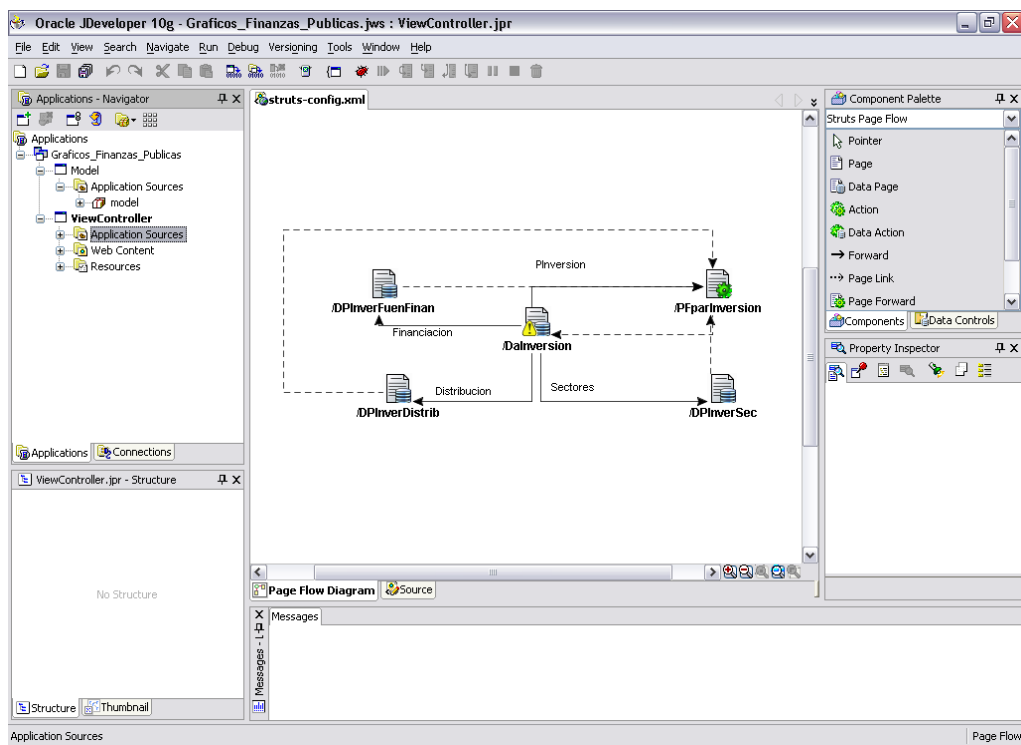 Oracle JDeveloper 10g - Graficos_Finanzas_Publicas.jws : ViewController.jpr
File Edit View Search Navigate Run Debug Versioning Tools Window Help
Applications - Navigator
Applications
Graficos_Finanzas_Publicas
Model
Application Sources
model
ViewController
Application Sources
Web Content
Resources
Applications
Connections
ViewController.jpr - Structure
No Structure
Structure
Thumbnail
struts-config.xml
PInversion
/DPInverFuenFinan
/PFparInversion
Financiacion
/DaInversion
Distribucion
Sectores
/DPInverDistrib
/DPInverSec
Page Flow Diagram
Source
Messages
Messages - L
Component Palette
Struts Page Flow
Pointer
Page
Data Page
Action
Data Action
Forward
Page Link
Page Forward
Components
Data Controls
Property Inspector
Application Sources
Page Flow